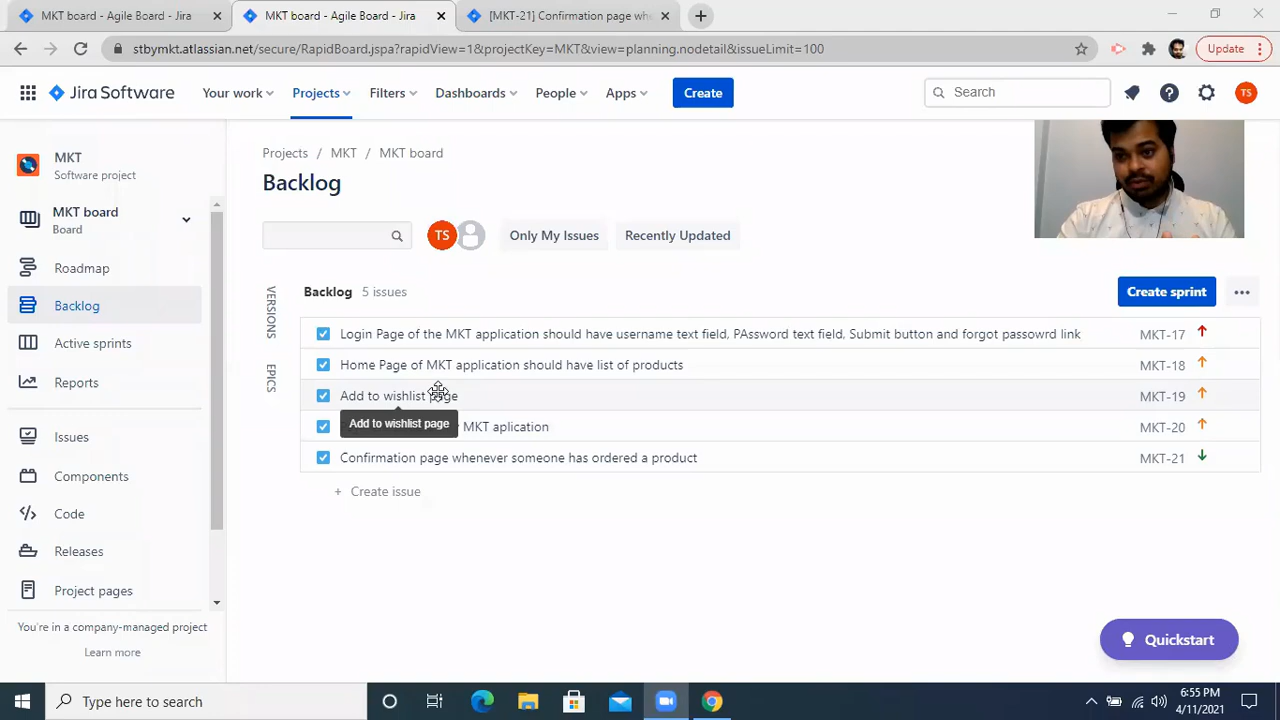 MKT board - Agile Board - Jira
MKT board - Agile Board - Jira
[MKT-21] Confirmation page whe
stbymkt.atlassian.net/secure/RapidBoard.jspa?rapidView=1&projectKey=MKT&view=planning.nodetail&issueLimit=100
Update
Jira Software
Your work
Projects
Filters
Dashboards
People
Apps
Create
Search
TS
MKT
Software project
MKT board
Board
Roadmap
Backlog
Active sprints
Reports
Issues
Components
Code
Releases
Project pages
You're in a company-managed project
Learn more
Projects / MKT / MKT board
Backlog
TS
Only My Issues
Recently Updated
VERSIONS
EPICS
Backlog 5 issues
Create sprint
Login Page of the MKT application should have username text field, PAssword text field, Submit button and forgot passowrd link MKT-17
Home Page of MKT application should have list of products MKT-18
Add to wishlist page MKT-19
Add to wishlist page
MKT aplication MKT-20
Confirmation page whenever someone has ordered a product MKT-21
+ Create issue
Quickstart
Type here to search
6:55 PM
4/11/2021